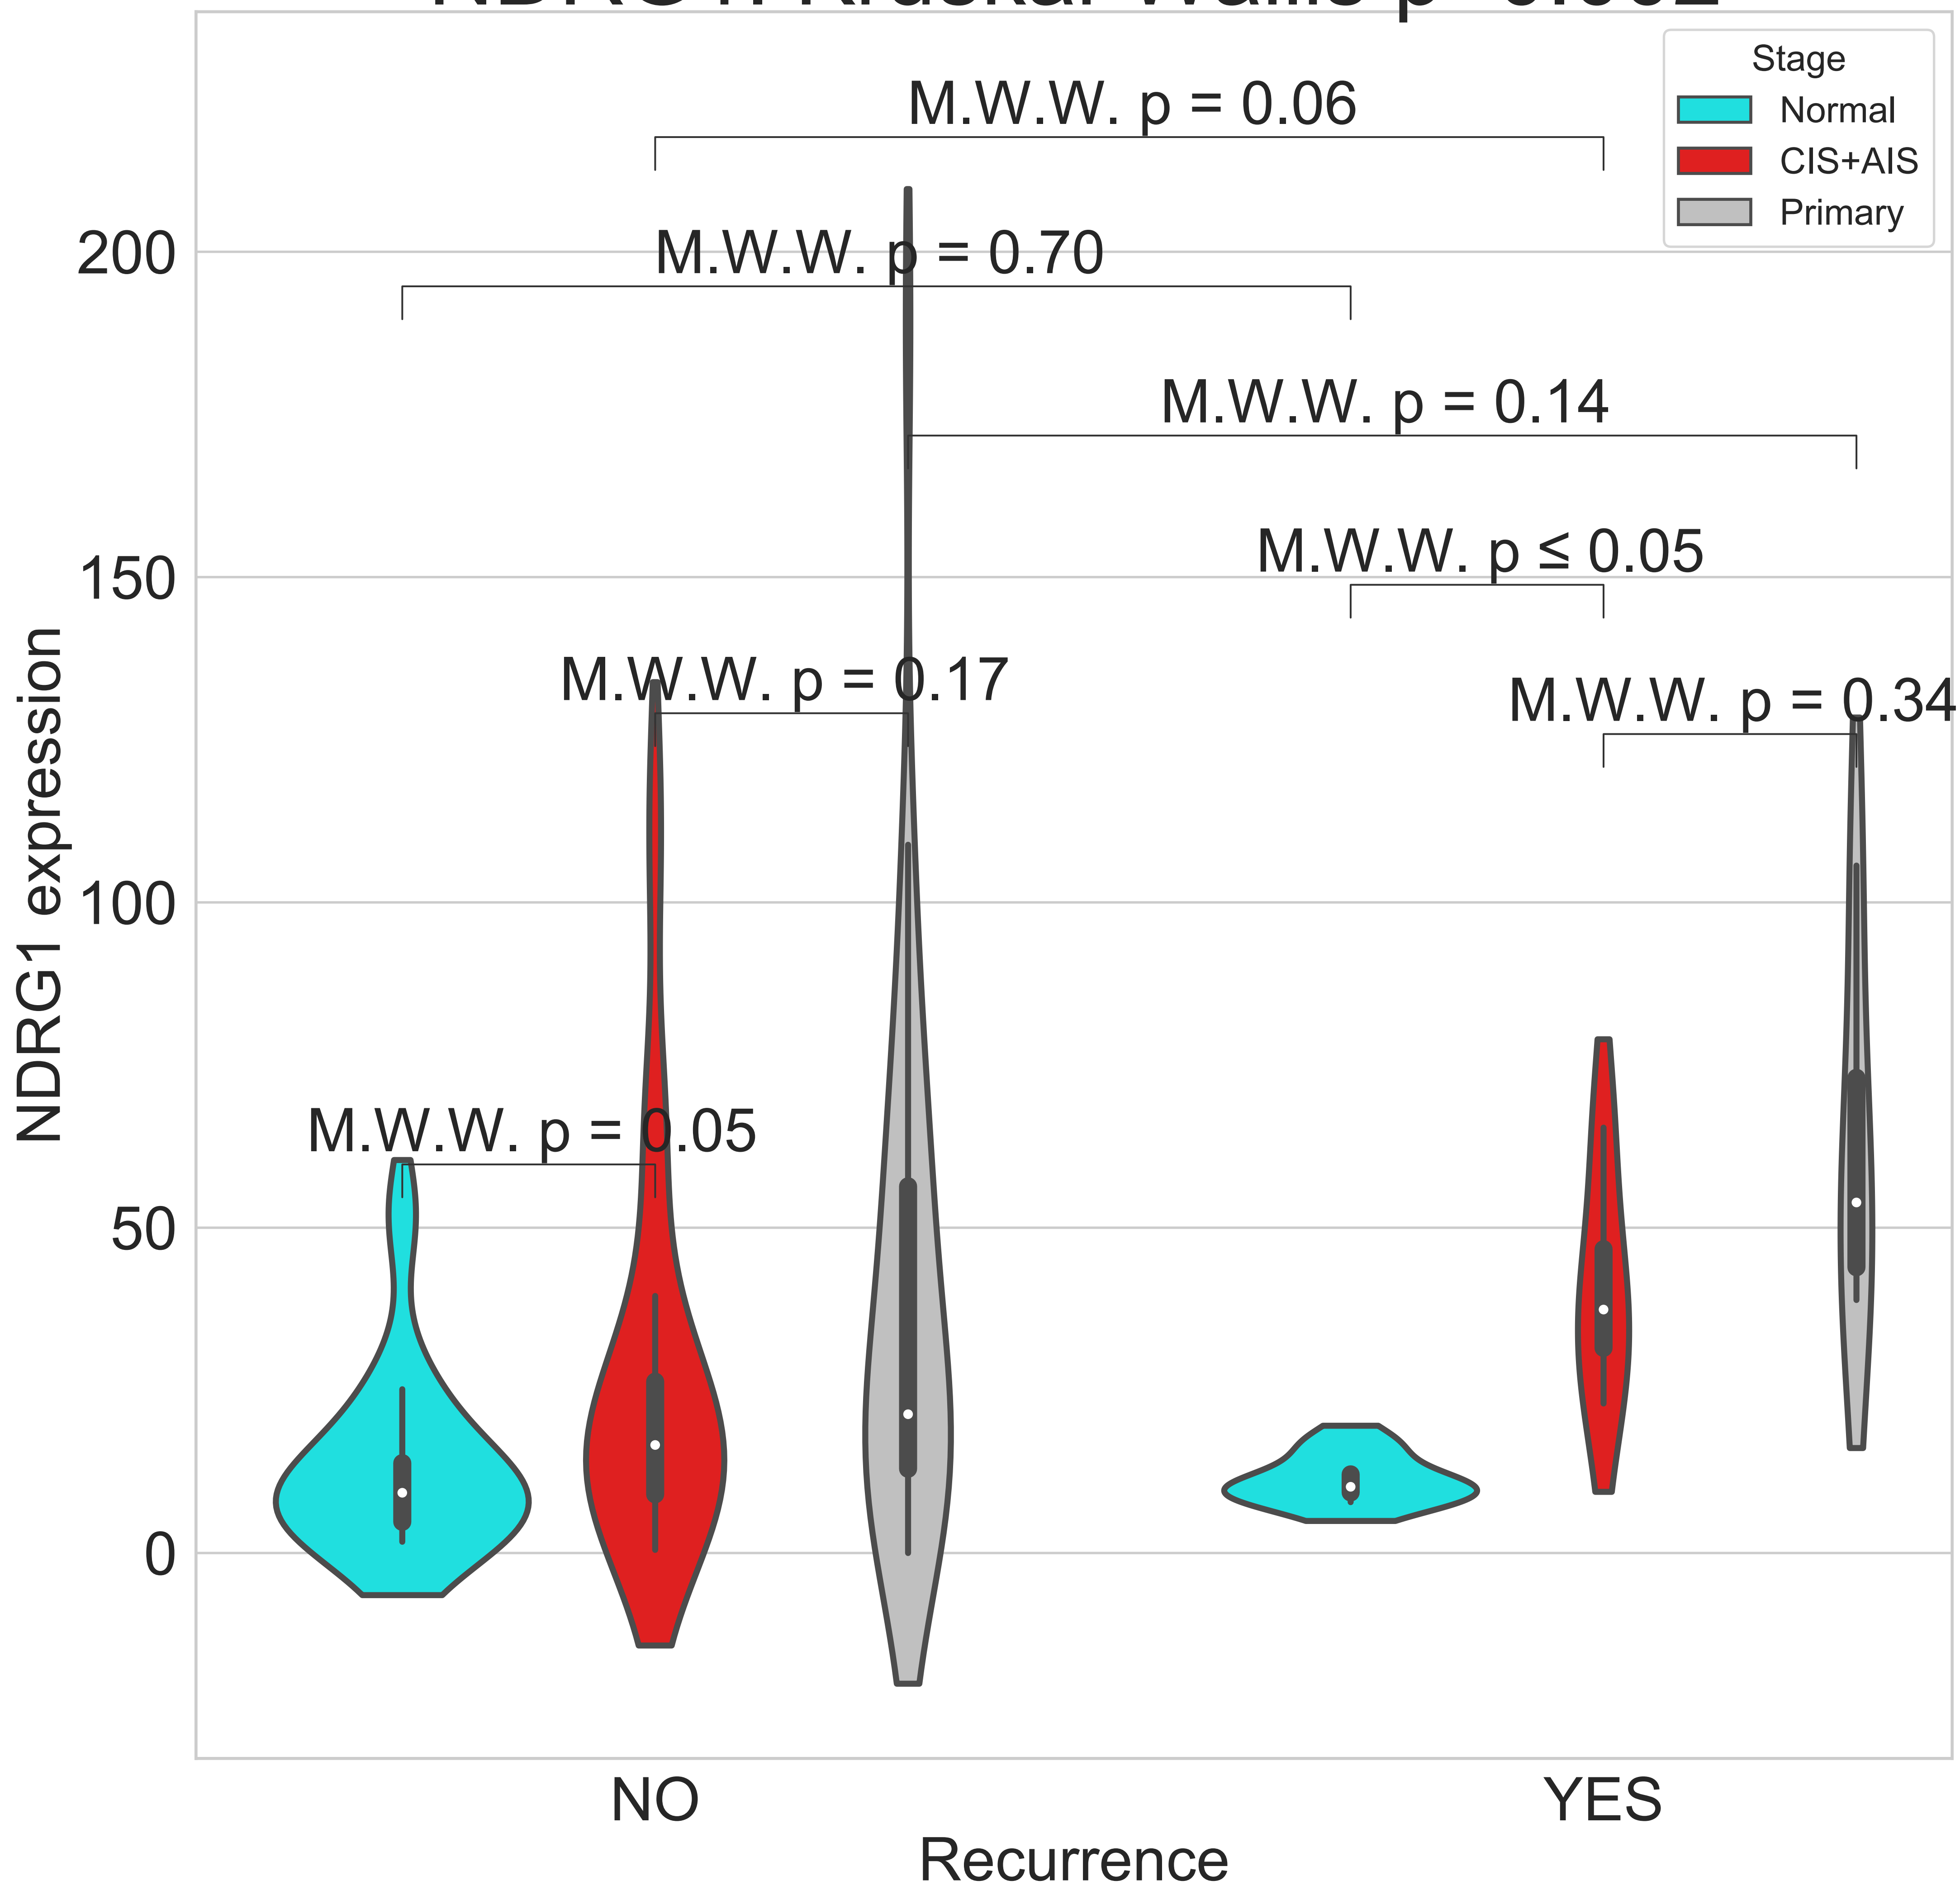 M.W.W. p = 0.06
M.W.W. p = 0.70
M.W.W. p = 0.14
M.W.W. p ≤ 0.05
M.W.W. p = 0.17
M.W.W. p = 0.34
M.W.W. p = 0.05
Stage
Normal
CIS+AIS
Primary
NDRG1 expression
200
150
100
50
0
NO
YES
Recurrence